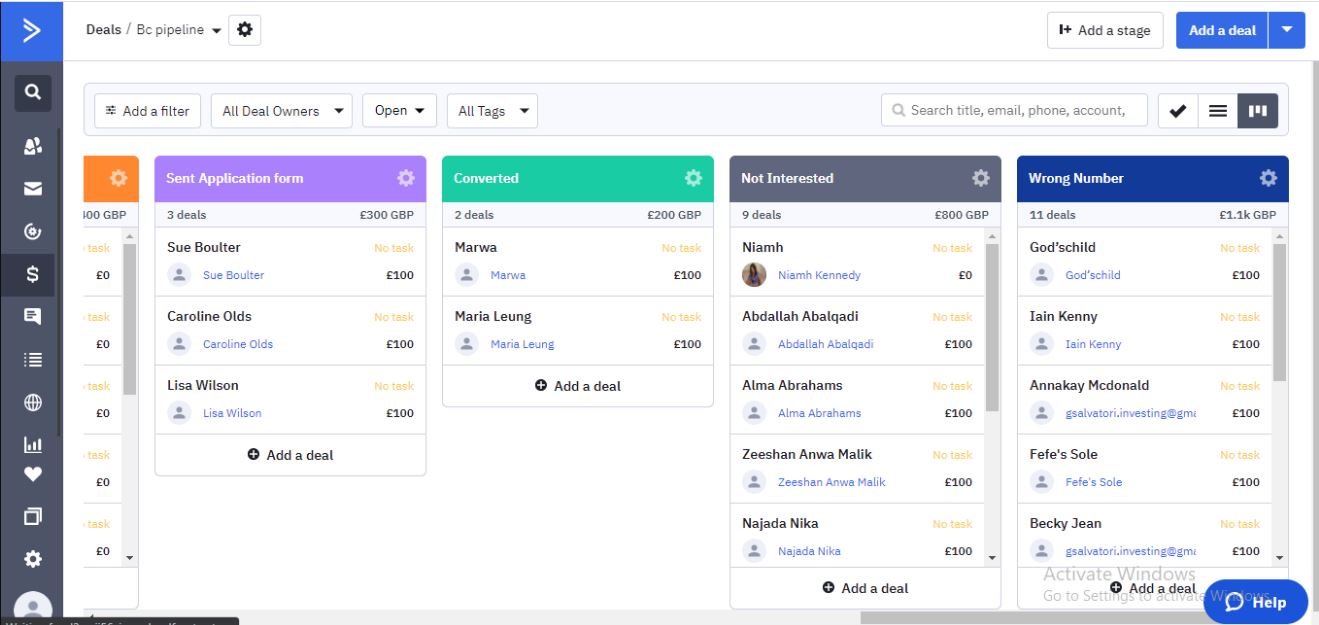 Deals / Bc pipeline
Add a stage
Add a deal
Add a filter
All Deal Owners
Open
All Tags
Search title, email, phone, account,
400 GBP
task
£0
task
£0
task
£0
task
£0
task
£0
Sent Application form
3 deals £300 GBP
Sue Boulter No task
Sue Boulter £100
Caroline Olds No task
Caroline Olds £100
Lisa Wilson No task
Lisa Wilson £100
Add a deal
Converted
2 deals £200 GBP
Marwa No task
Marwa £100
Maria Leung No task
Maria Leung £100
Add a deal
Not Interested
9 deals £800 GBP
Niamh No task
Niamh Kennedy £0
Abdallah Abalqadi No task
Abdallah Abalqadi £100
Alma Abrahams No task
Alma Abrahams £100
Zeeshan Anwa Malik No task
Zeeshan Anwa Malik £100
Najada Nika No task
Najada Nika £100
Add a deal
Wrong Number
11 deals £1.1k GBP
God’schild No task
God’schild £100
Iain Kenny No task
Iain Kenny £100
Annakay Mcdonald No task
gsalvatori.investing@gma £100
Fefe's Sole No task
Fefe's Sole £100
Becky Jean No task
gsalvatori.investing@gma £100
Add a deal
Activate Windows
Go to Settings to activate Windows.
Help